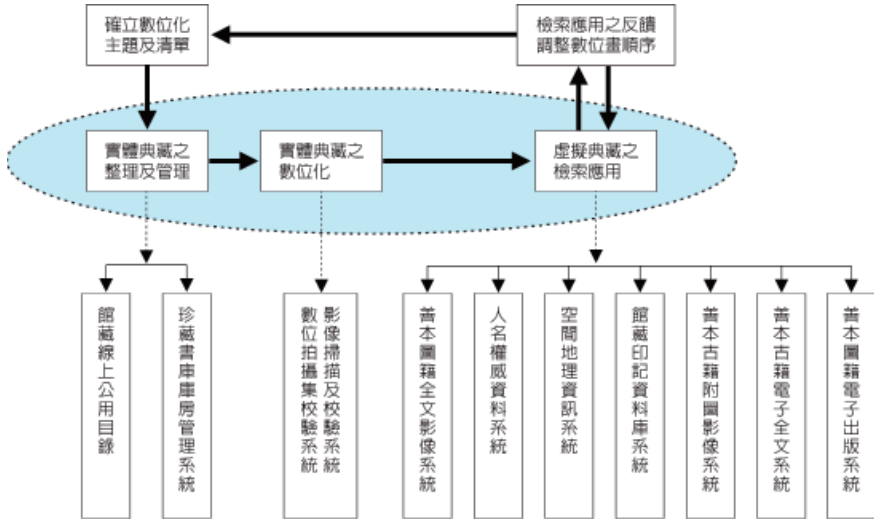 確立數位化
主題及清單
檢索應用之反饋
調整數位畫順序
實體典藏之
整理及管理
實體典藏之
數位化
虛擬典藏之
檢索應用
館藏線上公用目錄
珍藏書庫庫房管理系統
影像掃描及校驗系統
數位拍攝集校驗系統
善本圖籍全文影像系統
人名權威資料系統
空間地理資訊系統
館藏印記資料庫系統
善本古籍附圖影像系統
善本古籍電子全文系統
善本圖籍電子出版系統